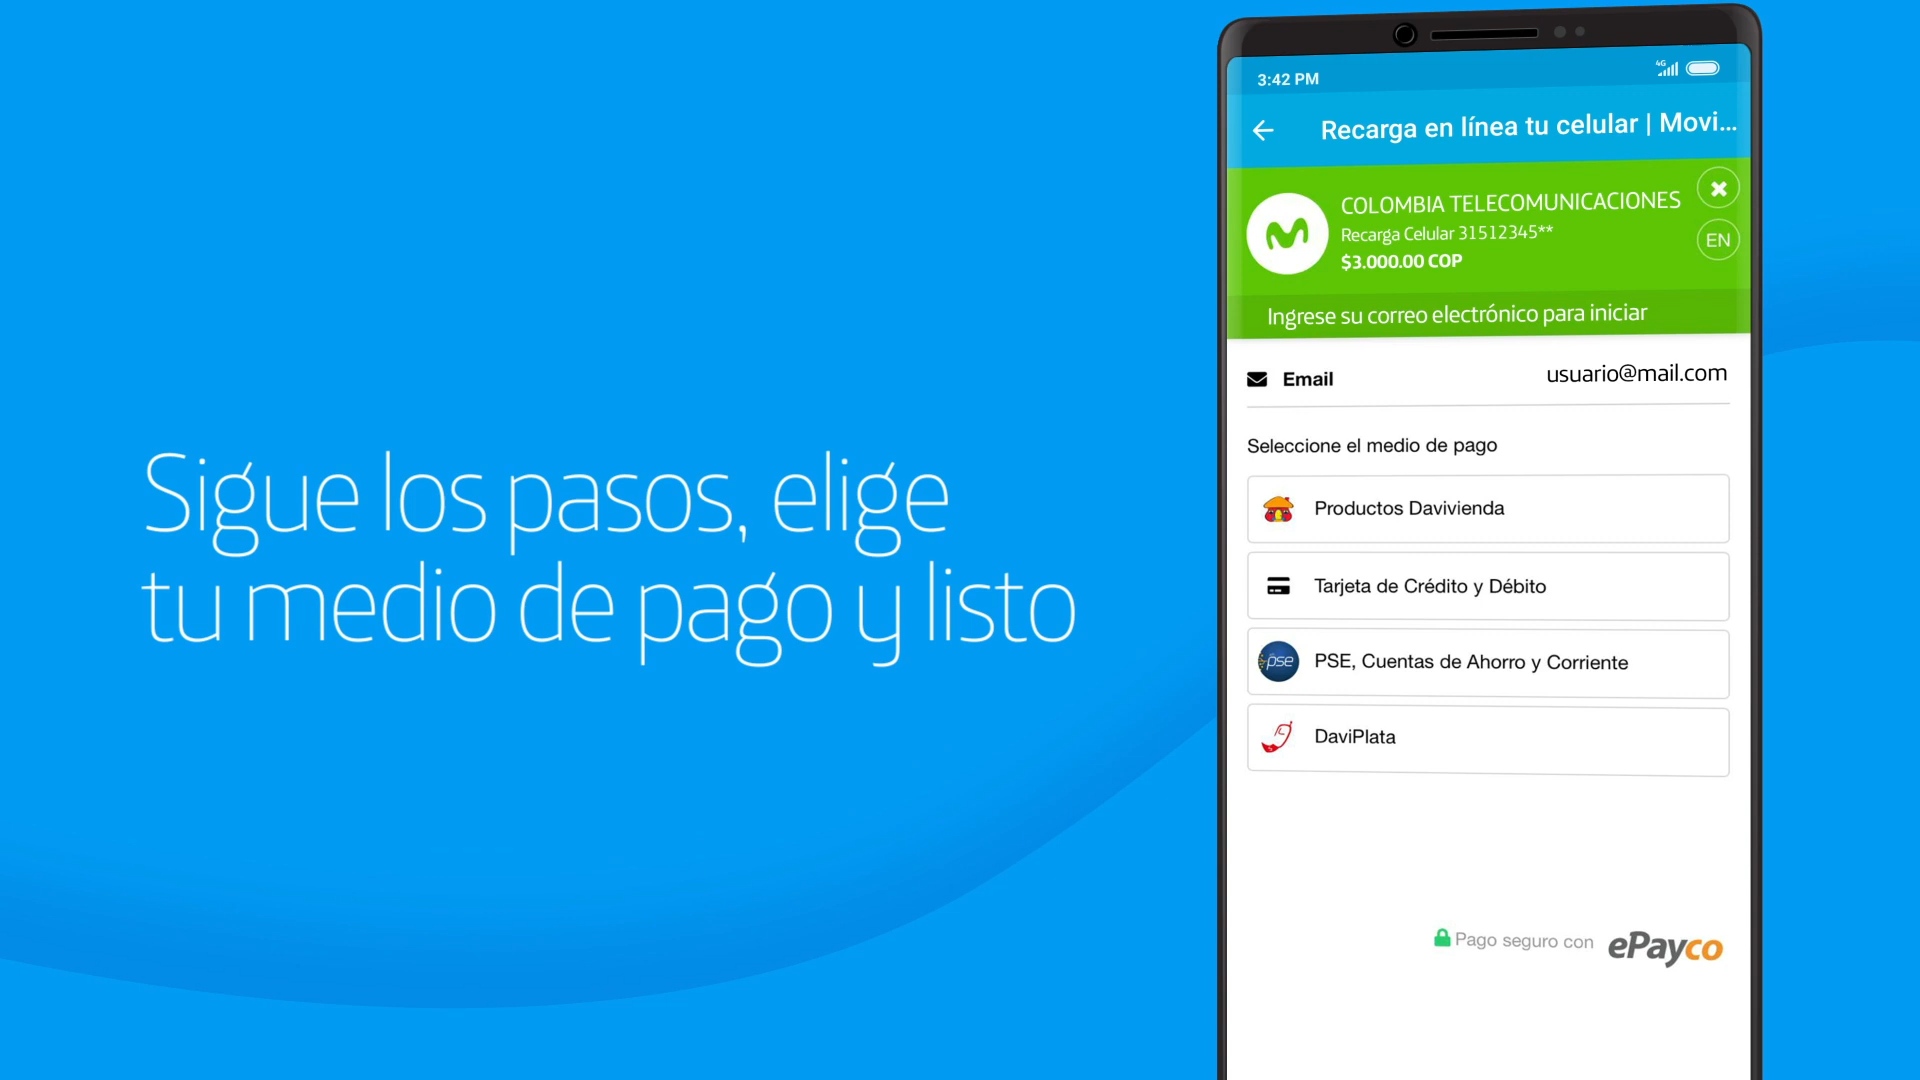 Sigue los pasos, elige
tu medio de pago y listo
3:42 PM
4G
Recarga en línea tu celular | Movi...
COLOMBIA TELECOMUNICACIONES
Recarga Celular 31512345**
$3.000.00 COP
EN
Ingrese su correo electrónico para iniciar
Email
usuario@mail.com
Seleccione el medio de pago
Productos Davivienda
Tarjeta de Crédito y Débito
pse
PSE, Cuentas de Ahorro y Corriente
DaviPlata
Pago seguro con ePayco